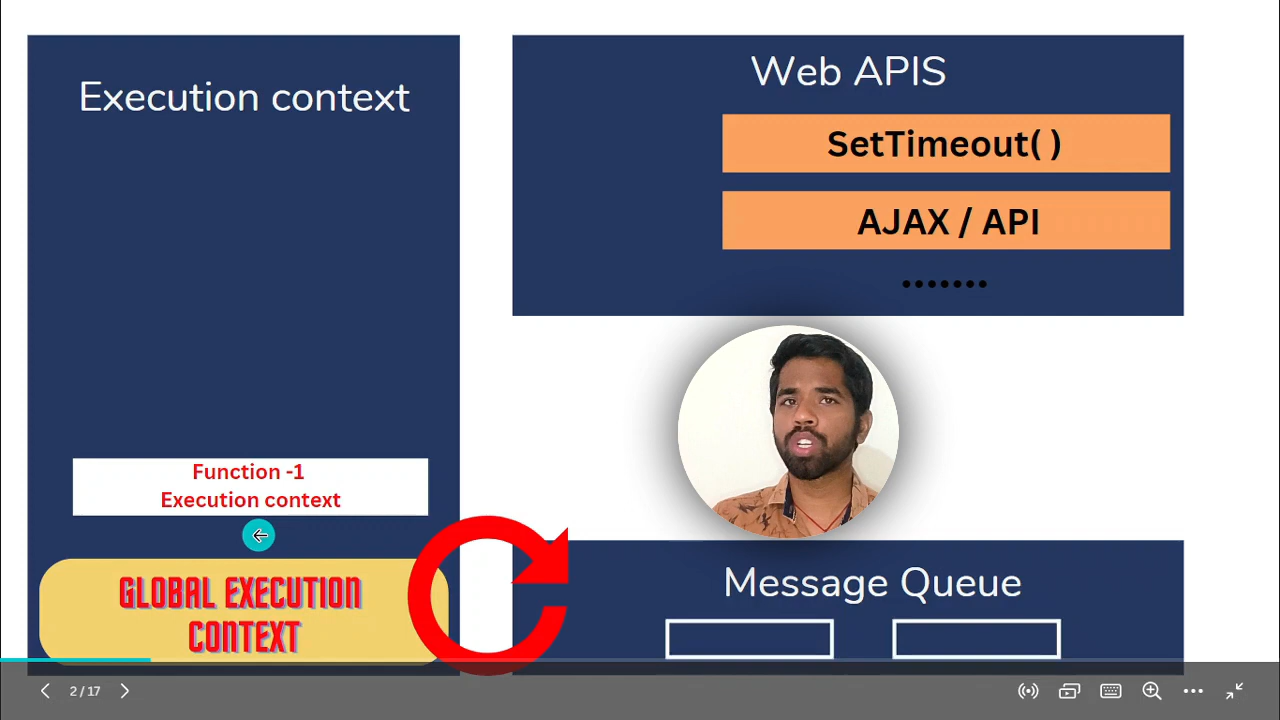 Execution context
Function -1
Execution context
GLOBAL EXECUTION
CONTEXT
Web APIS
SetTimeout( )
AJAX / API
.......
Message Queue
2 / 17